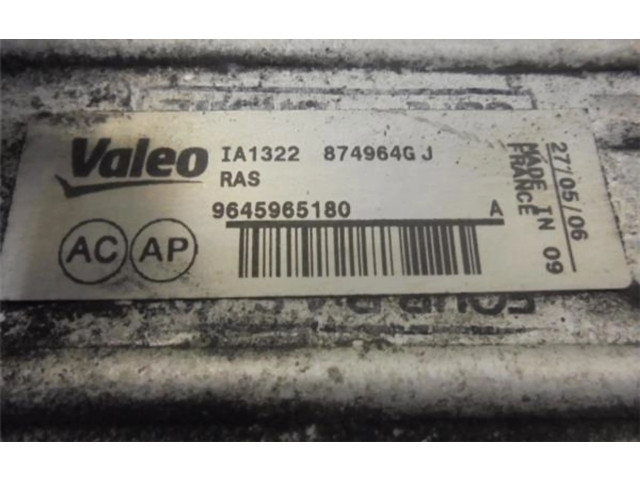 Valeo IA1322 874964G J
RAS
9645965180 A
AC AP
27/05/06
MADE IN 09
FRANCE